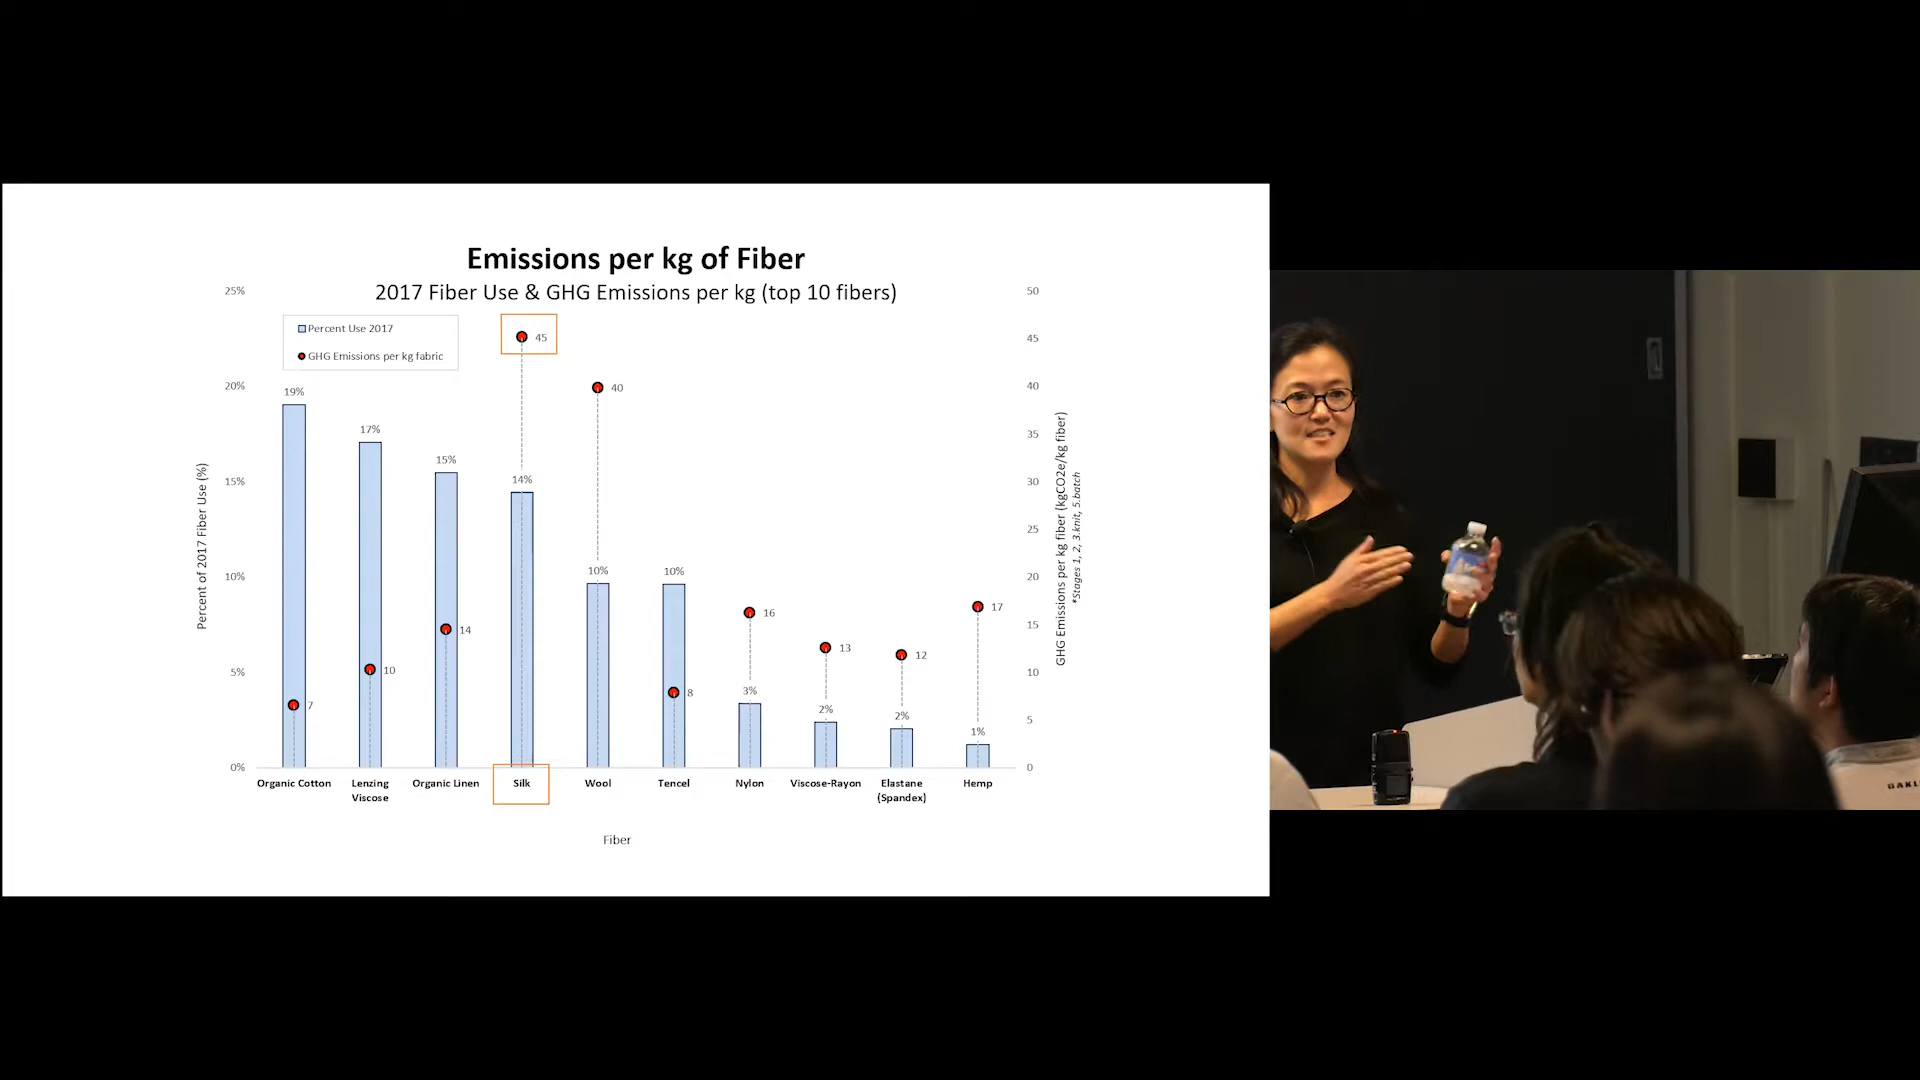 Emissions per kg of Fiber
2017 Fiber Use & GHG Emissions per kg (top 10 fibers)
Percent Use 2017
GHG Emissions per kg fabric
25%
20%
15%
10%
5%
0%
Percent of 2017 Fiber Use (%)
50
45
40
35
30
25
20
15
10
5
0
GHG Emissions per kg fiber (kgCO2e/kg fiber)
*Stages 1, 2, 3.knit, 5.batch
19%
17%
15%
14%
10%
10%
3%
2%
2%
1%
7
10
14
45
40
8
16
13
12
17
Organic Cotton
Lenzing
Viscose
Organic Linen
Silk
Wool
Tencel
Nylon
Viscose-Rayon
Elastane
(Spandex)
Hemp
Fiber